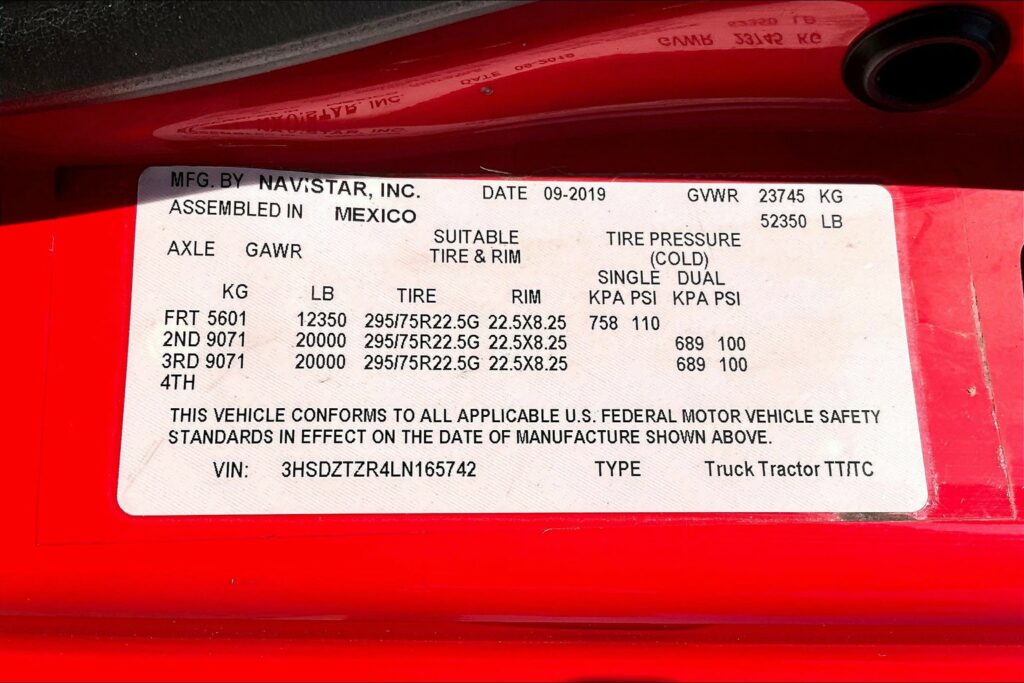 MFG. BY NAVISTAR, INC. DATE 09-2019 GVWR 23745 KG
ASSEMBLED IN MEXICO 52350 LB
AXLE GAWR SUITABLE TIRE PRESSURE
TIRE & RIM (COLD)
SINGLE DUAL
KG LB TIRE RIM KPA PSI KPA PSI
FRT 5601 12350 295/75R22.5G 22.5X8.25 758 110
2ND 9071 20000 295/75R22.5G 22.5X8.25 689 100
3RD 9071 20000 295/75R22.5G 22.5X8.25 689 100
4TH
THIS VEHICLE CONFORMS TO ALL APPLICABLE U.S. FEDERAL MOTOR VEHICLE SAFETY
STANDARDS IN EFFECT ON THE DATE OF MANUFACTURE SHOWN ABOVE.
VIN: 3HSDZTZR4LN165742 TYPE Truck Tractor TT/TC